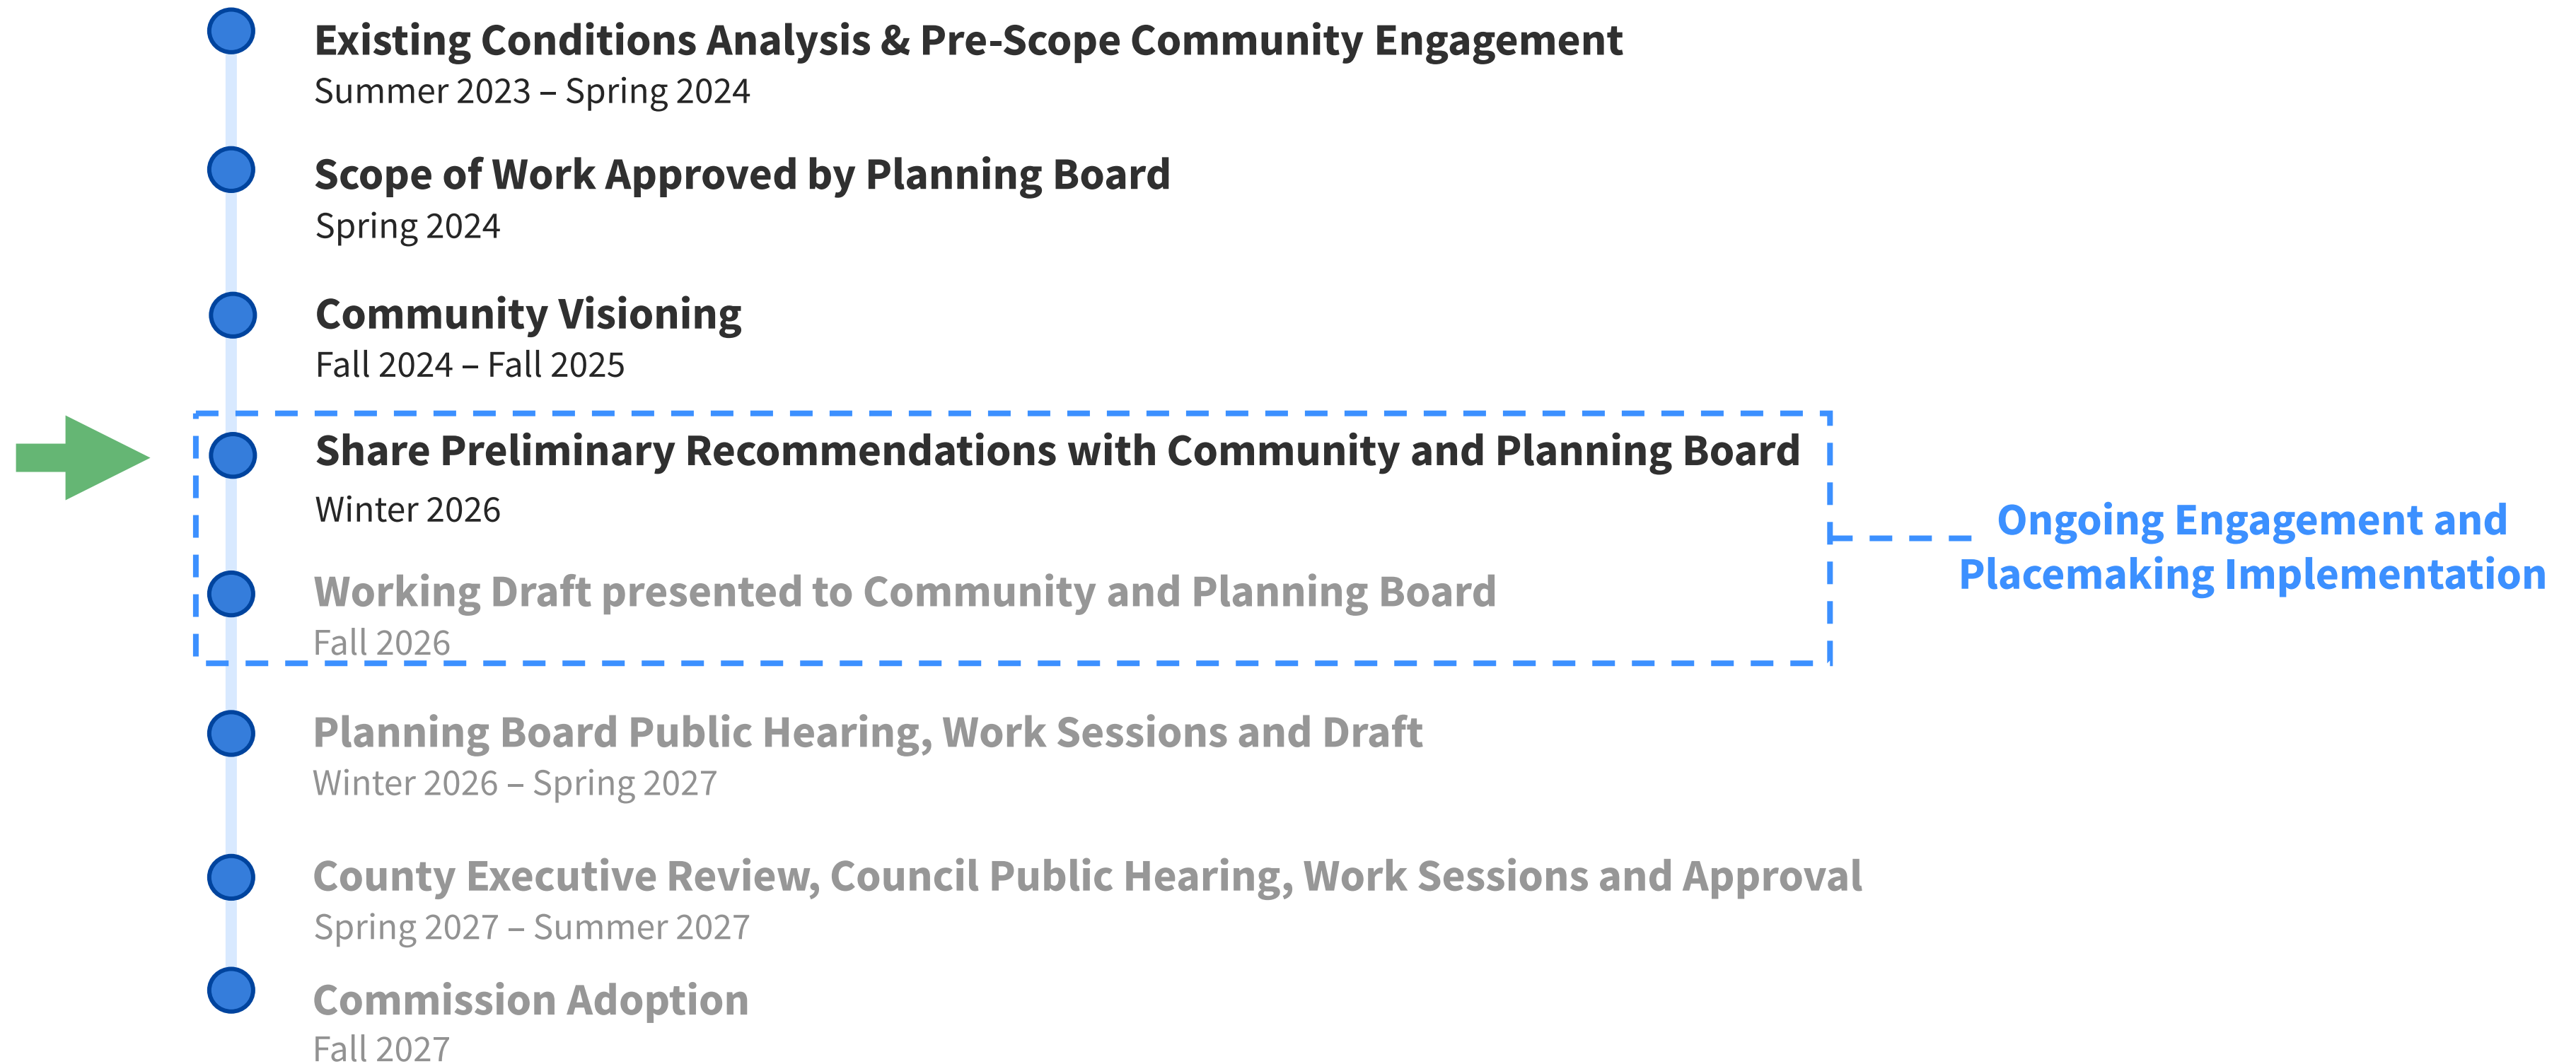 Existing Conditions Analysis & Pre-Scope Community Engagement
Summer 2023 – Spring 2024
Scope of Work Approved by Planning Board
Spring 2024
Community Visioning
Fall 2024 – Fall 2025
Share Preliminary Recommendations with Community and Planning Board
Winter 2026
Working Draft presented to Community and Planning Board
Fall 2026
Ongoing Engagement and
Placemaking Implementation
Planning Board Public Hearing, Work Sessions and Draft
Winter 2026 – Spring 2027
County Executive Review, Council Public Hearing, Work Sessions and Approval
Spring 2027 – Summer 2027
Commission Adoption
Fall 2027